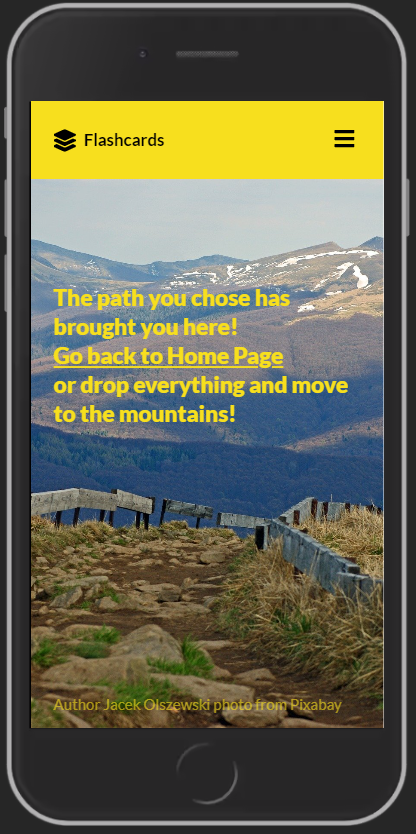 Flashcards
The path you chose has
brought you here!
Go back to Home Page
or drop everything and move
to the mountains!
Author Jacek Olszewski photo from Pixabay